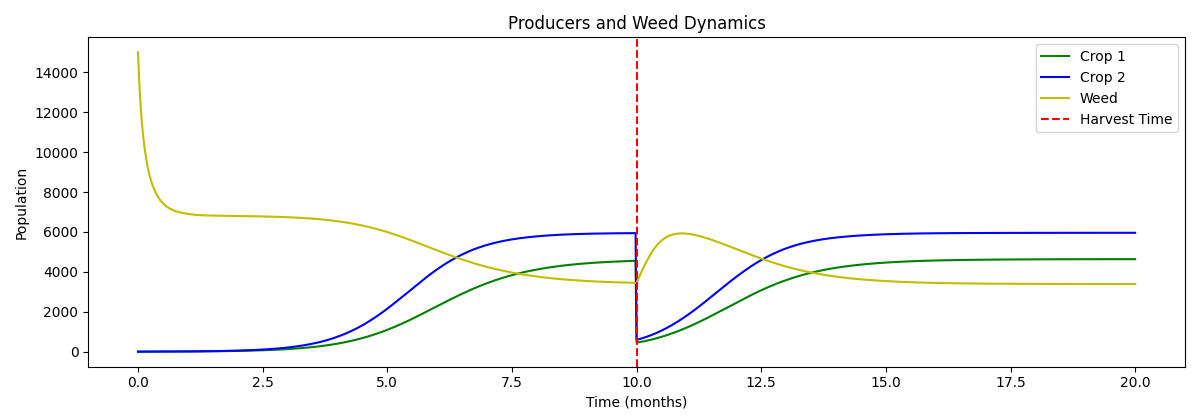 Producers and Weed Dynamics
Population
14000
12000
10000
8000
6000
4000
2000
0
Crop 1
Crop 2
Weed
Harvest Time
0.0 2.5 5.0 7.5 10.0 12.5 15.0 17.5 20.0
Time (months)